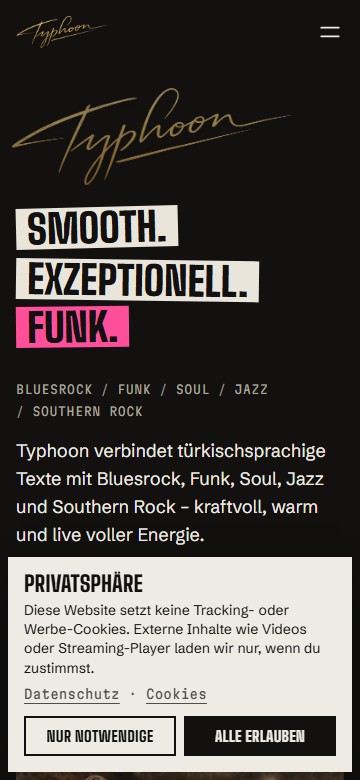 Typhoon
Typhoon
SMOOTH.
EXZEPTIONELL.
FUNK.
BLUESROCK / FUNK / SOUL / JAZZ
/ SOUTHERN ROCK
Typhoon verbindet türkischsprachige
Texte mit Bluesrock, Funk, Soul, Jazz
und Southern Rock – kraftvoll, warm
und live voller Energie.
PRIVATSPHÄRE
Diese Website setzt keine Tracking- oder
Werbe-Cookies. Externe Inhalte wie Videos
oder Streaming-Player laden wir nur, wenn du
zustimmst.
Datenschutz · Cookies
NUR NOTWENDIGE
ALLE ERLAUBEN